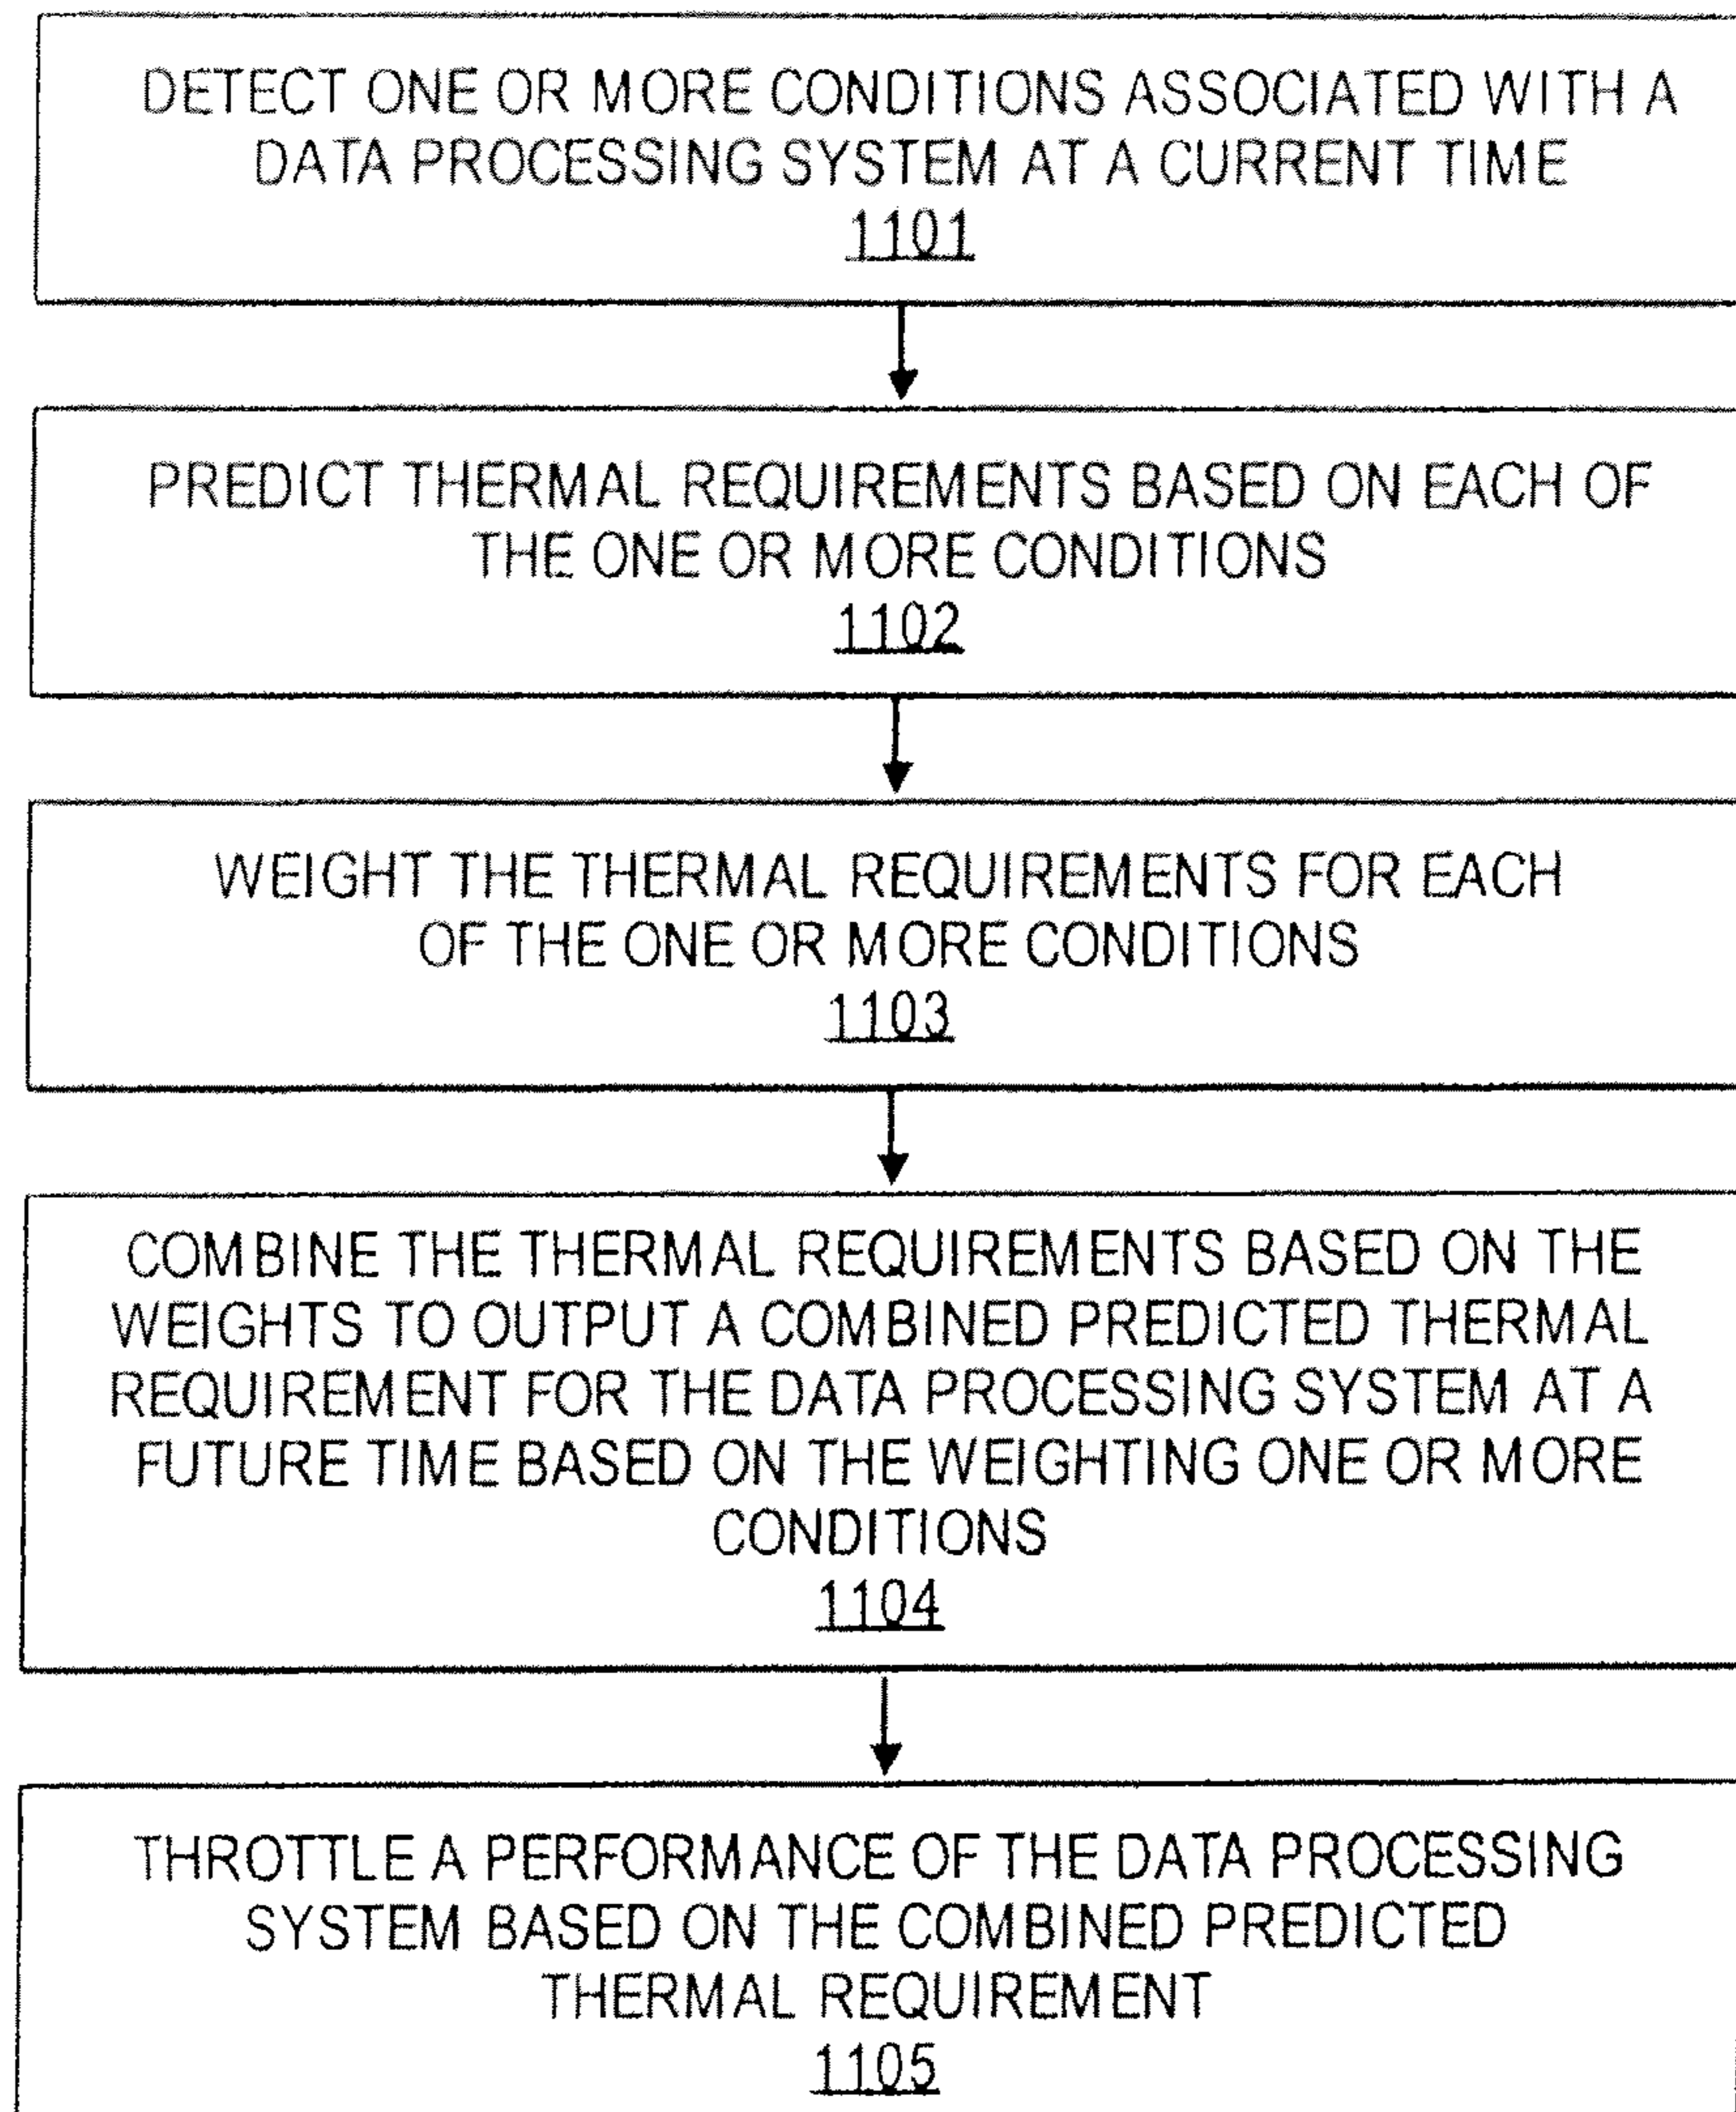 DETECT ONE OR MORE CONDITIONS ASSOCIATED WITH A
DATA PROCESSING SYSTEM AT A CURRENT TIME
1101
PREDICT THERMAL REQUIREMENTS BASED ON EACH OF
THE ONE OR MORE CONDITIONS
1102
WEIGHT THE THERMAL REQUIREMENTS FOR EACH
OF THE ONE OR MORE CONDITIONS
1103
COMBINE THE THERMAL REQUIREMENTS BASED ON THE
WEIGHTS TO OUTPUT A COMBINED PREDICTED THERMAL
REQUIREMENT FOR THE DATA PROCESSING SYSTEM AT A
FUTURE TIME BASED ON THE WEIGHTING ONE OR MORE
CONDITIONS
1104
THROTTLE A PERFORMANCE OF THE DATA PROCESSING
SYSTEM BASED ON THE COMBINED PREDICTED
THERMAL REQUIREMENT
1105